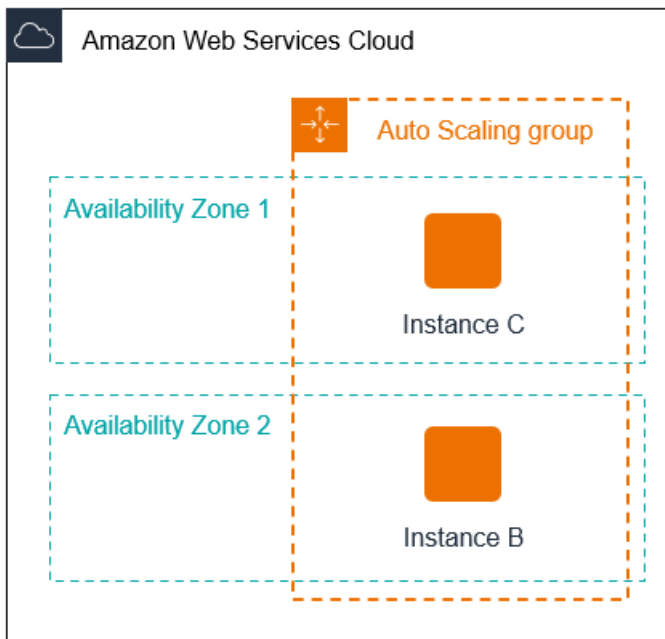 Amazon Web Services Cloud
Auto Scaling group
Availability Zone 1
Instance C
Availability Zone 2
Instance B